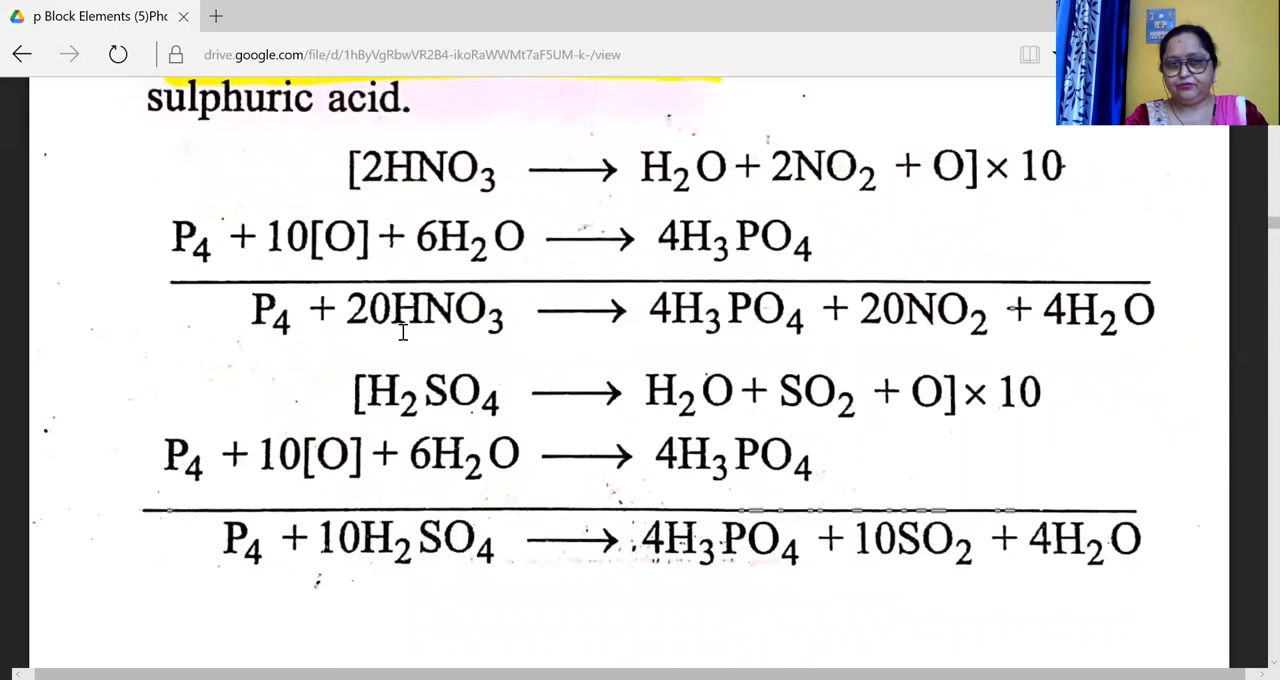 p Block Elements (5)Pho
drive.google.com/file/d/1hByVgRbwVR2B4-ikoRaWWMt7aF5UM-k-/view
sulphuric acid.
[2HNO₃ ⟶ H₂O + 2NO₂ + O] × 10
P₄ + 10[O] + 6H₂O ⟶ 4H₃PO₄
P₄ + 20HNO₃ ⟶ 4H₃PO₄ + 20NO₂ + 4H₂O
[H₂SO₄ ⟶ H₂O + SO₂ + O] × 10
P₄ + 10[O] + 6H₂O ⟶ 4H₃PO₄
P₄ + 10H₂SO₄ ⟶ 4H₃PO₄ + 10SO₂ + 4H₂O